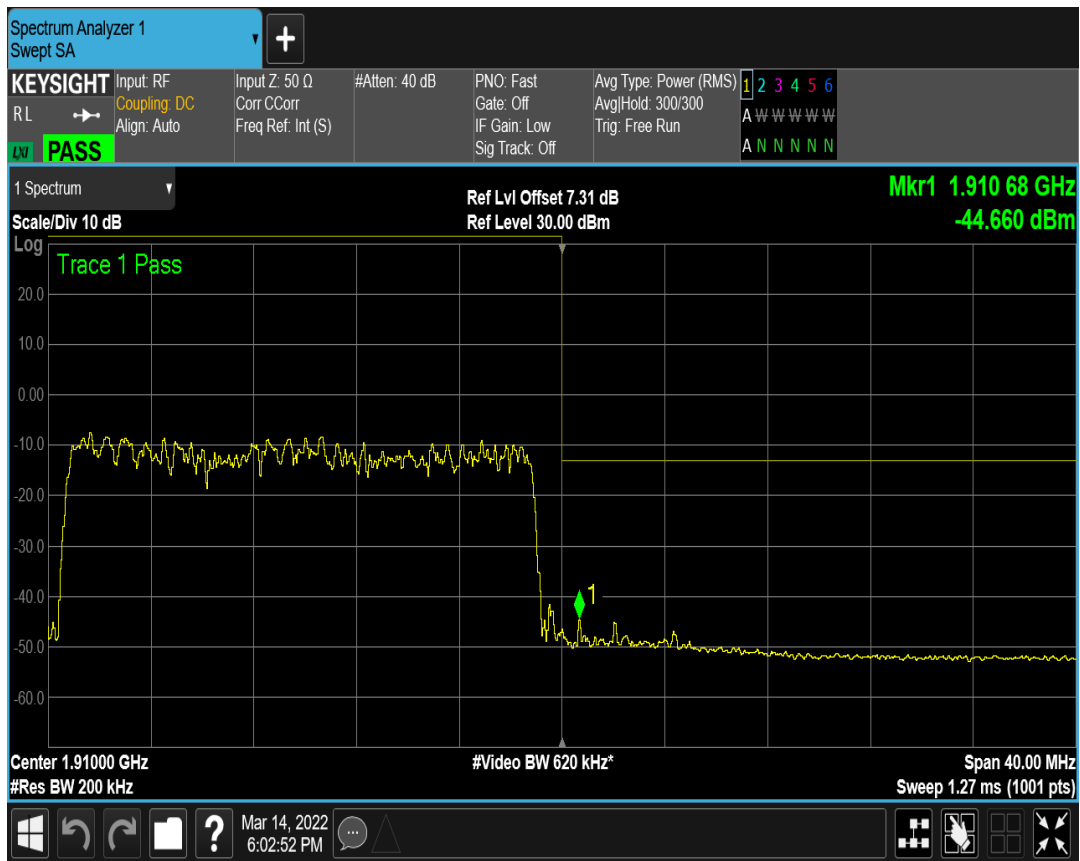 Spectrum Analyzer 1
Swept SA
+
KEYSIGHT
RL
LXI PASS
Input: RF
Coupling: DC
Align: Auto
Input Z: 50 Ω
Corr CCorr
Freq Ref: Int (S)
#Atten: 40 dB
PNO: Fast
Gate: Off
IF Gain: Low
Sig Track: Off
Avg Type: Power (RMS)
Avg|Hold: 300/300
Trig: Free Run
1 2 3 4 5 6
A W W W W W
A N N N N N
1 Spectrum
Scale/Div 10 dB
Ref Lvl Offset 7.31 dB
Ref Level 30.00 dBm
Mkr1 1.910 68 GHz
-44.660 dBm
Log
Trace 1 Pass
20.0
10.0
0.00
-10.0
-20.0
-30.0
-40.0
-50.0
-60.0
1
Center 1.91000 GHz
#Res BW 200 kHz
#Video BW 620 kHz*
Span 40.00 MHz
Sweep 1.27 ms (1001 pts)
?
Mar 14, 2022
6:02:52 PM